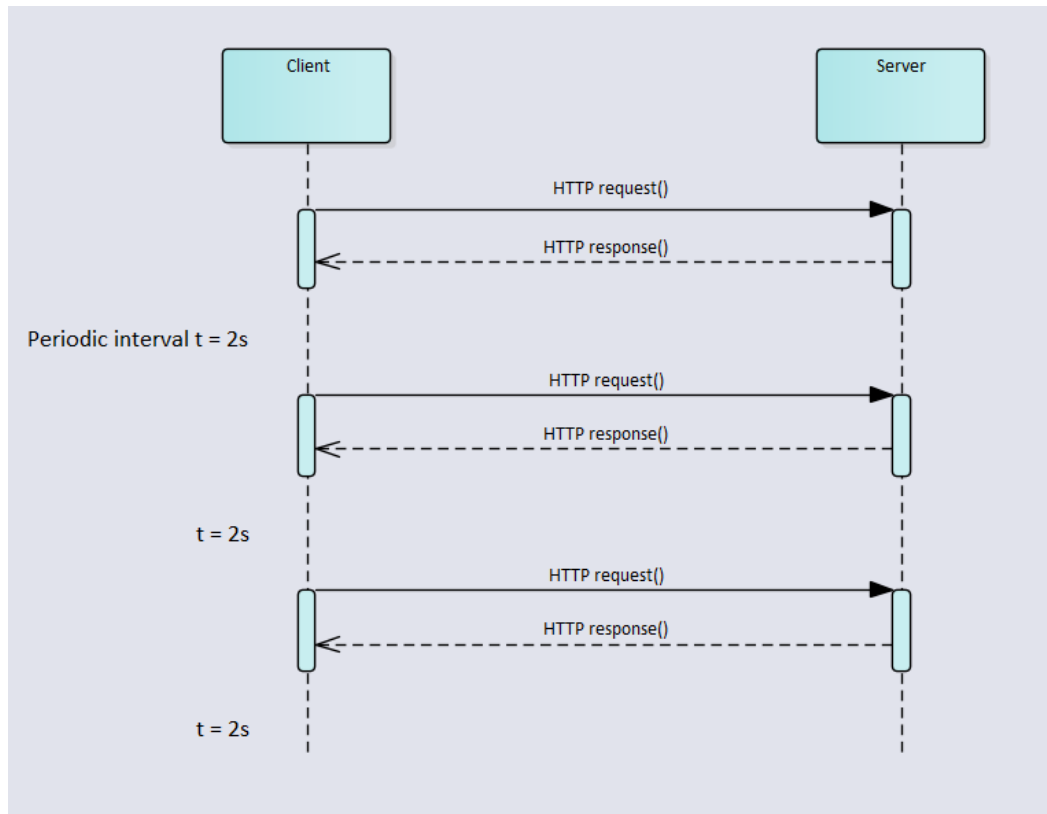 Client
Server
HTTP request()
HTTP response()
Periodic interval t = 2s
HTTP request()
HTTP response()
t = 2s
HTTP request()
HTTP response()
t = 2s